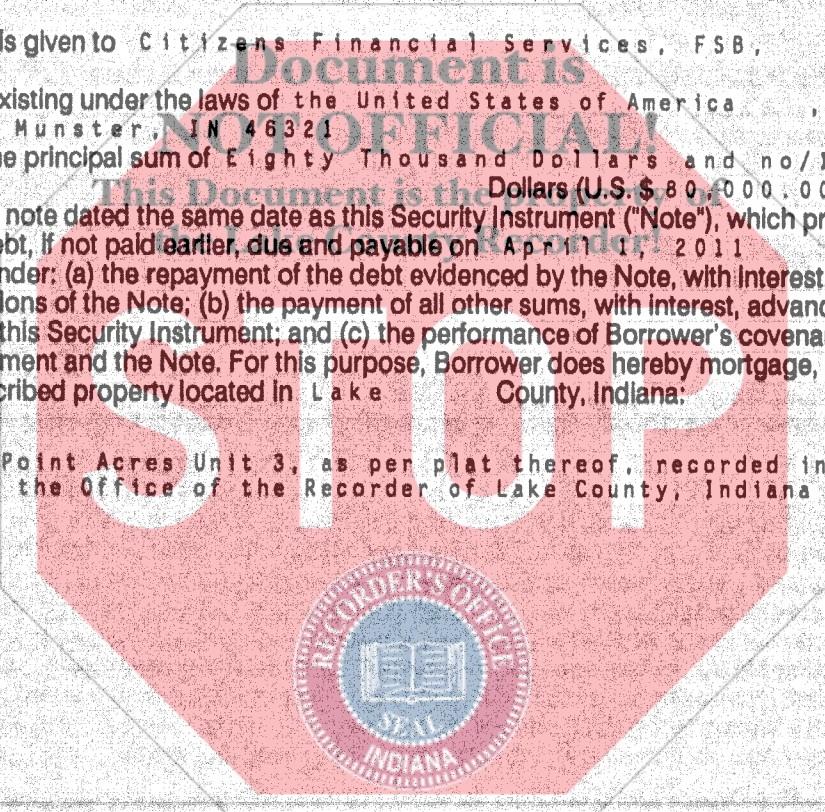 is given to Citizens Financial Services, FSB,
Document is
xisting under the laws of the United States of America ,
Munster, IN 46321
NOT OFFICIAL!
e principal sum of Eighty Thousand Dollars and no/1
Dollars (U.S. $ 80,000.00
This Document is the property of
note dated the same date as this Security Instrument ("Note"), which pr
ebt, if not paid earlier, due and payable on April 1, 2011
the Lake County Recorder!
nder: (a) the repayment of the debt evidenced by the Note, with interest
ions of the Note; (b) the payment of all other sums, with interest, advanc
this Security Instrument; and (c) the performance of Borrower's covena
ment and the Note. For this purpose, Borrower does hereby mortgage,
cribed property located in Lake County, Indiana:
STOP
Point Acres Unit 3, as per plat thereof, recorded in
the Office of the Recorder of Lake County, Indiana
RECORDER'S OFFICE
SEAL
INDIANA